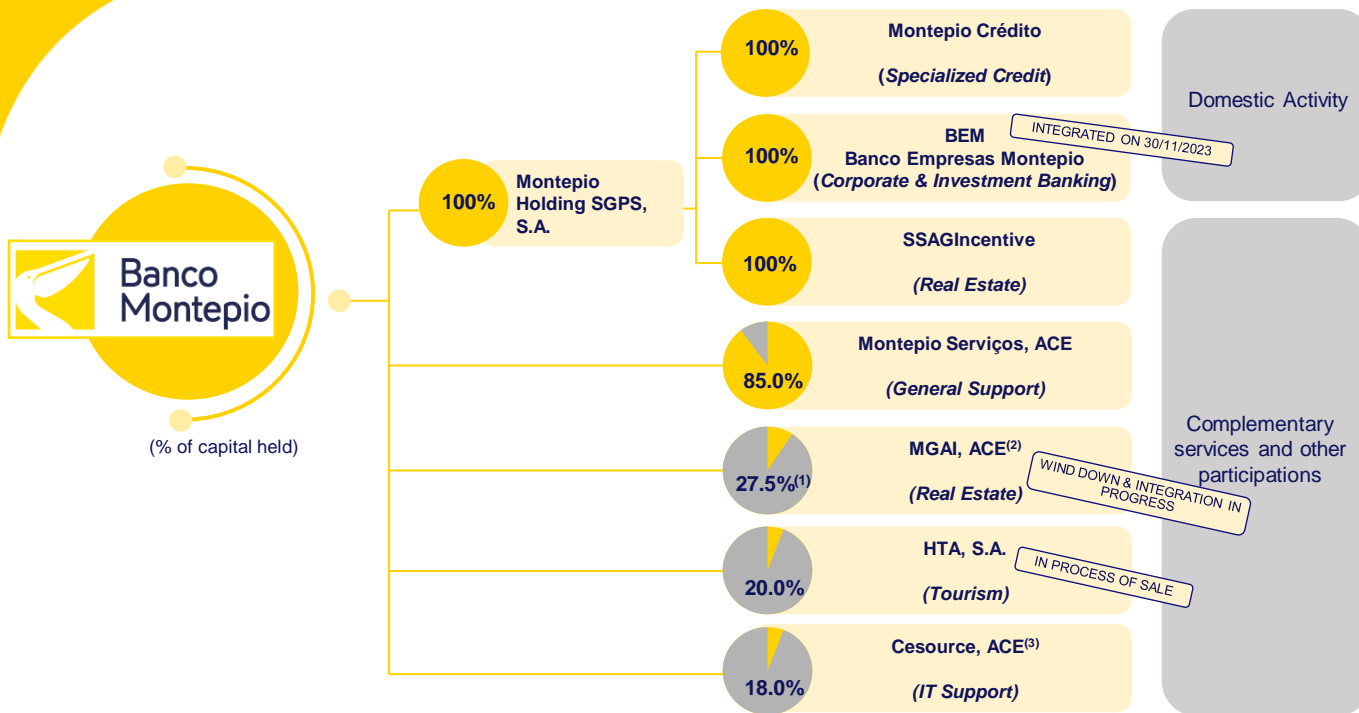 Banco
Montepio
(% of capital held)
100%
Montepio
Holding SGPS,
S.A.
100%
Montepio Crédito
(Specialized Credit)
100%
BEM
Banco Empresas Montepio
(Corporate & Investment Banking)
INTEGRATED ON 30/11/2023
100%
SSAGIncentive
(Real Estate)
85.0%
Montepio Serviços, ACE
(General Support)
27.5%(1)
MGAI, ACE(2)
(Real Estate)
WIND DOWN & INTEGRATION IN
PROGRESS
20.0%
HTA, S.A.
(Tourism)
IN PROCESS OF SALE
18.0%
Cesource, ACE(3)
(IT Support)
Domestic Activity
Complementary
services and other
participations